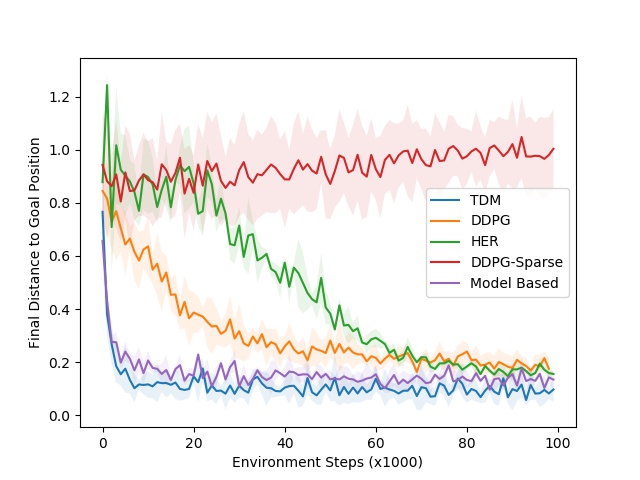 1.2
1.0
0.8
0.6
0.4
0.2
0.0
Final Distance to Goal Position
TDM
DDPG
HER
DDPG-Sparse
Model Based
0 20 40 60 80 100
Environment Steps (x1000)